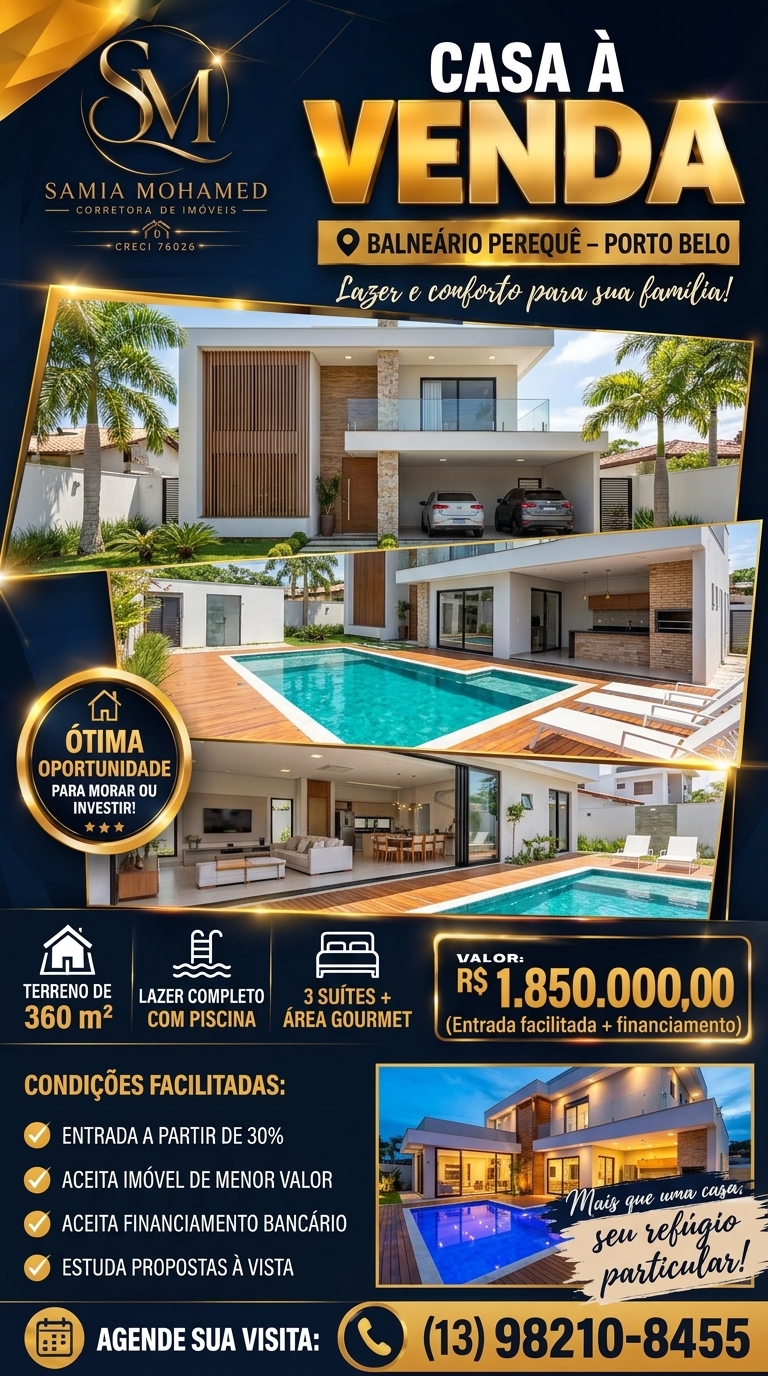 SM
SAMIA MOHAMED
CORRETORA DE IMÓVEIS
CRECI 76026
CASA À
VENDA
BALNEÁRIO PEREQUÊ – PORTO BELO
Lazer e conforto para sua família!
ÓTIMA
OPORTUNIDADE
PARA MORAR OU
INVESTIR!
TERRENO DE
360 m²
LAZER COMPLETO
COM PISCINA
3 SUÍTES +
ÁREA GOURMET
VALOR:
R$ 1.850.000,00
(Entrada facilitada + financiamento)
CONDIÇÕES FACILITADAS:
ENTRADA A PARTIR DE 30%
ACEITA IMÓVEL DE MENOR VALOR
ACEITA FINANCIAMENTO BANCÁRIO
ESTUDA PROPOSTAS À VISTA
Mais que uma casa,
seu refúgio
particular!
AGENDE SUA VISITA:
(13) 98210-8455